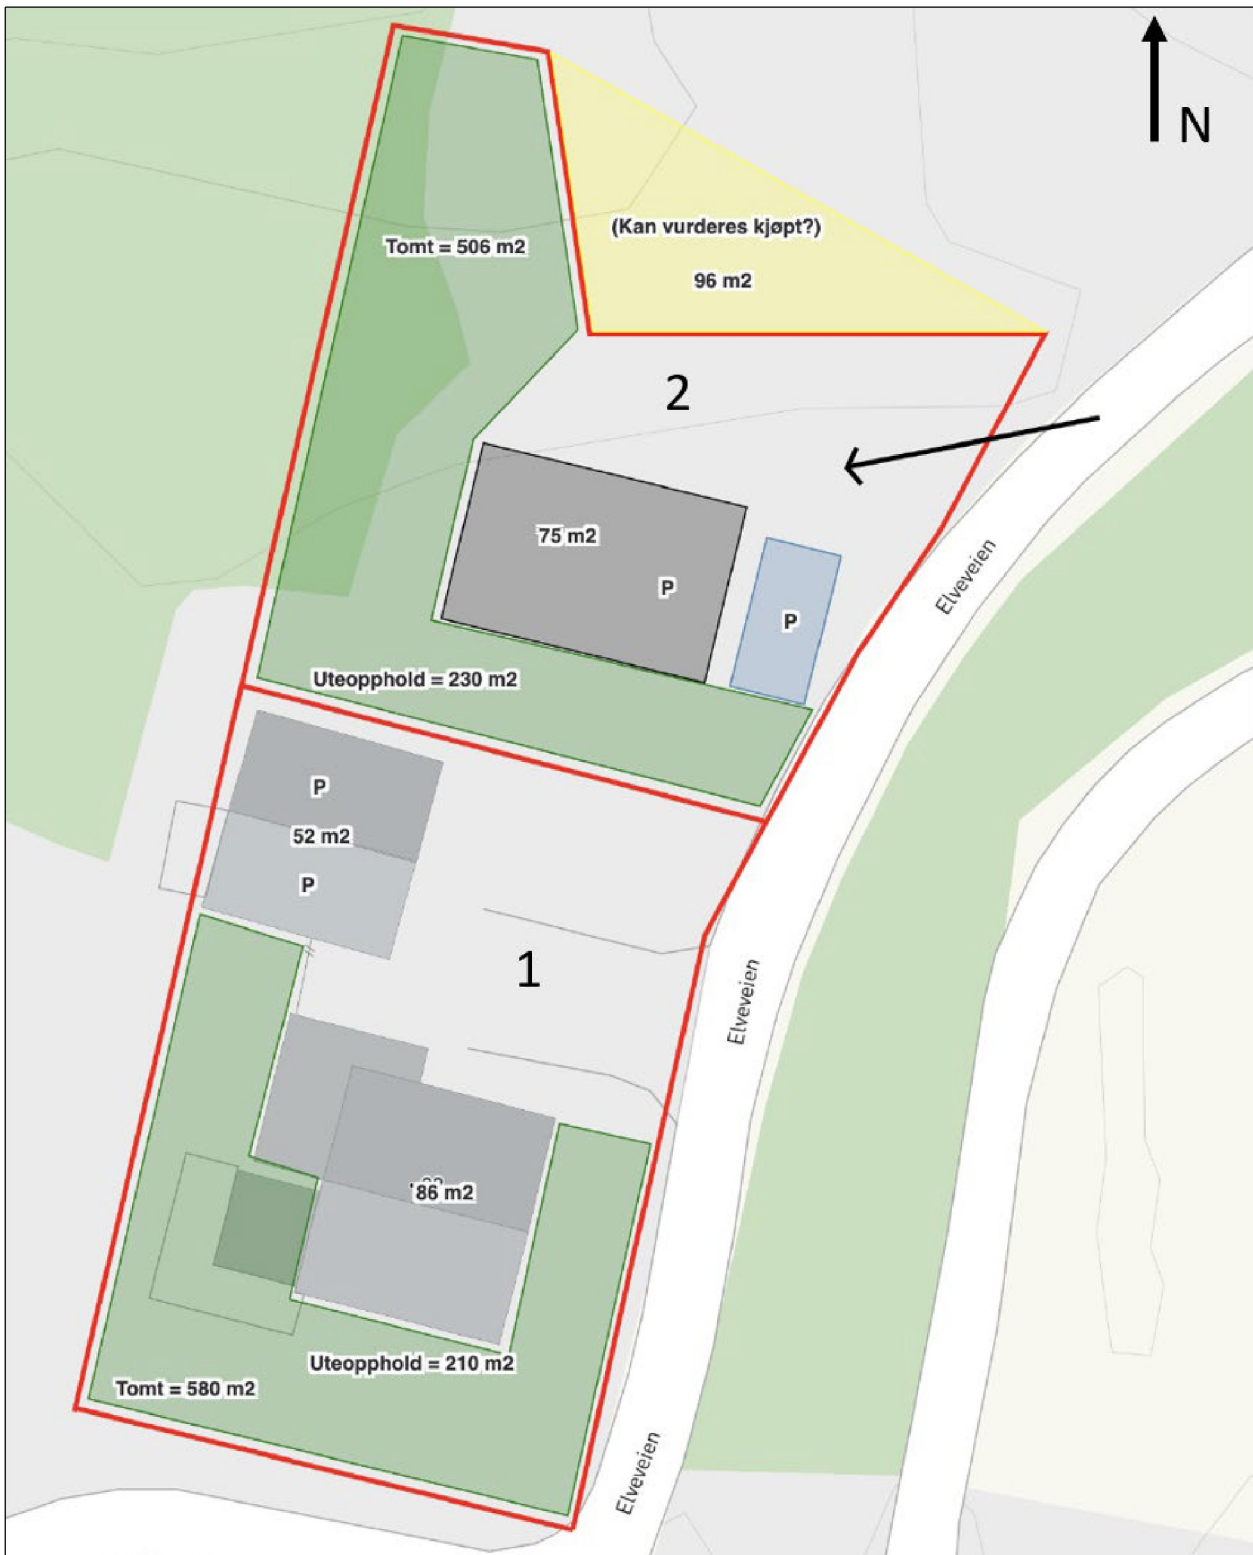 N
(Kan vurderes kjøpt?)
Tomt = 506 m2
96 m2
2
75 m2
P
P
Elveveien
Uteopphold = 230 m2
P
52 m2
P
1
Elveveien
86 m2
Uteopphold = 210 m2
Tomt = 580 m2
Elveveien